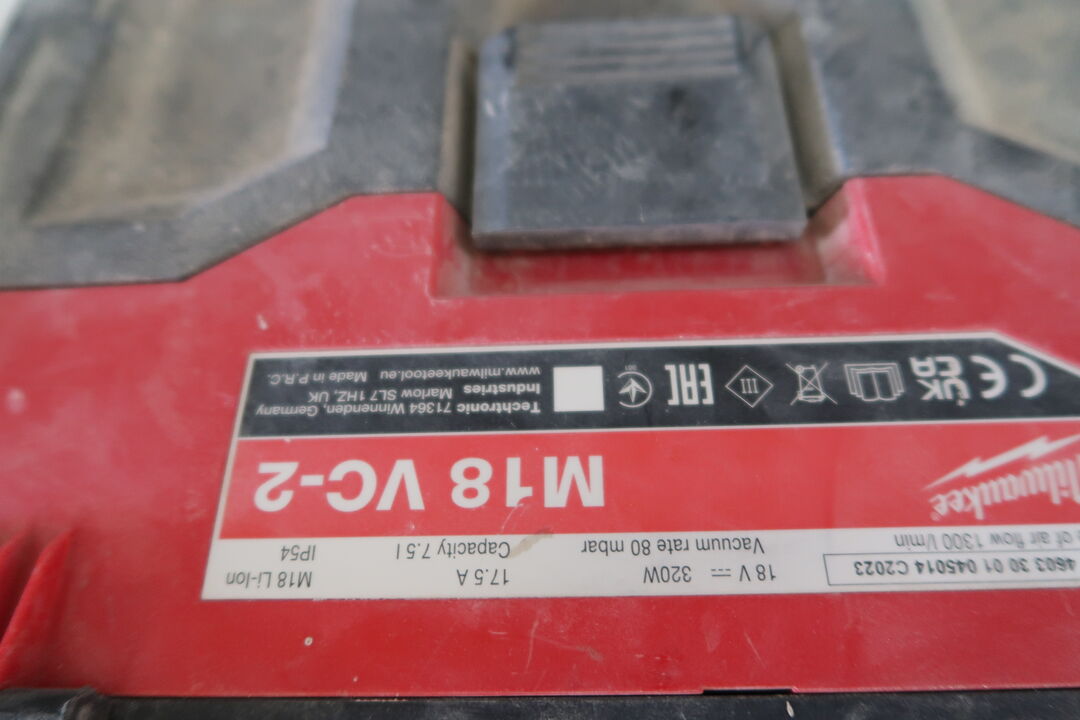 4603 30 01 045014 C2023
18 V 320W 17.5 A M18 Li-Ion
of air flow 1300 l/min Vacuum rate 80 mbar Capacity 7.5 l IP54
Milwaukee
M18 VC-2
CE UK CA III EAC 001
Techtronic Industries
71364 Winnenden, Germany
Marlow SL7 1HZ, UK
www.milwaukeetool.eu Made in P.R.C.